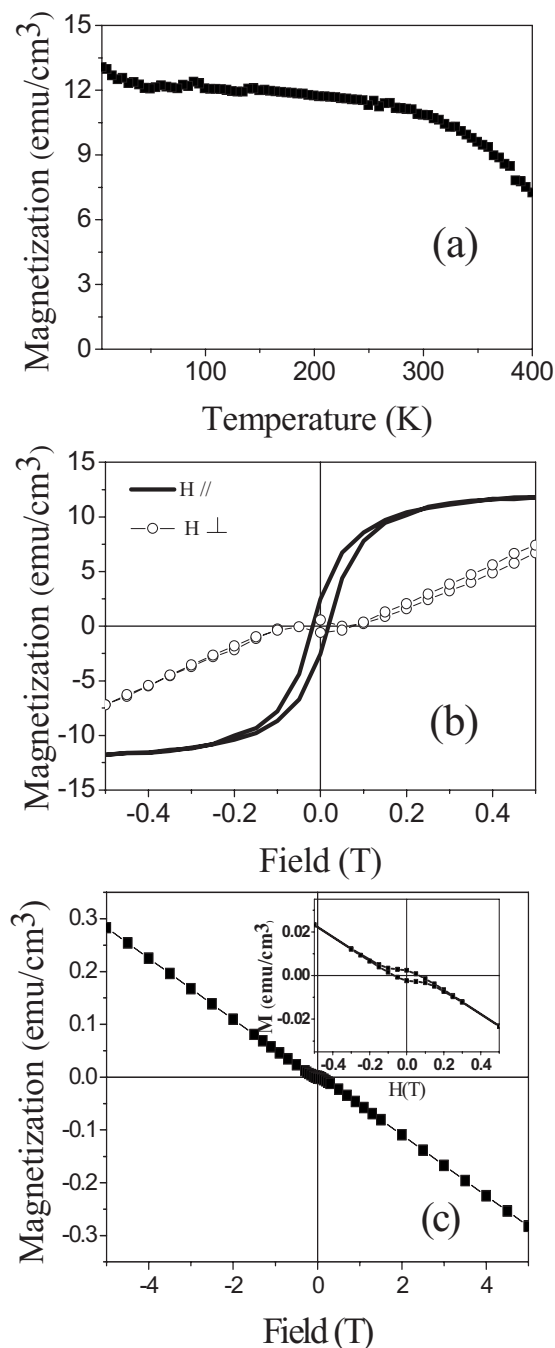 15
12
9
6
3
0
Magnetization (emu/cm³)
(a)
100 200 300 400
Temperature (K)
15
10
5
0
-5
-10
-15
Magnetization (emu/cm³)
H //
H ⊥
(b)
-0.4 -0.2 0.0 0.2 0.4
Field (T)
0.3
0.2
0.1
0.0
-0.1
-0.2
-0.3
Magnetization (emu/cm³)
0.02
0.00
-0.02
M (emu/cm³)
-0.4 -0.2 0.0 0.2 0.4
H(T)
(c)
-4 -2 0 2 4
Field (T)